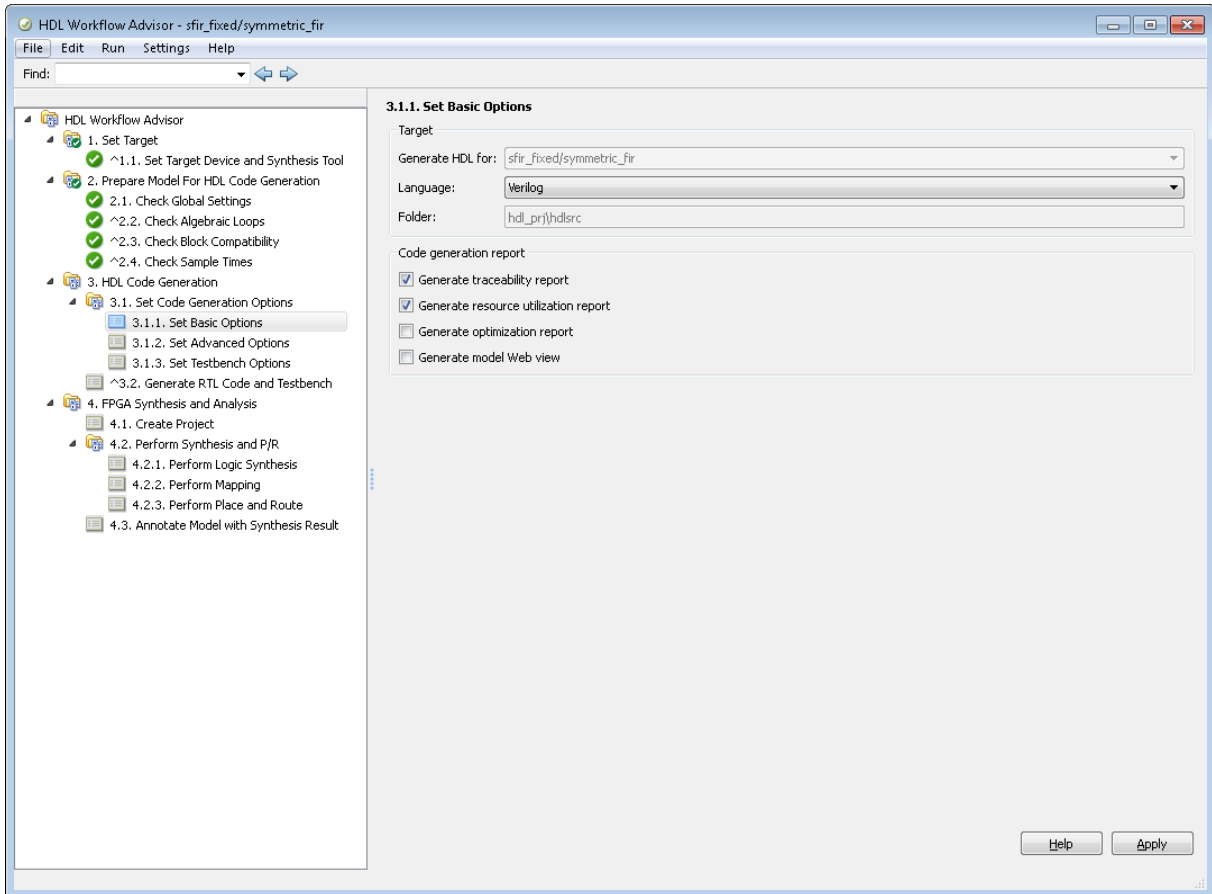 HDL Workflow Advisor - sfir_fixed/symmetric_fir
File Edit Run Settings Help
Find:
HDL Workflow Advisor
1. Set Target
^1.1. Set Target Device and Synthesis Tool
2. Prepare Model For HDL Code Generation
2.1. Check Global Settings
^2.2. Check Algebraic Loops
^2.3. Check Block Compatibility
^2.4. Check Sample Times
3. HDL Code Generation
3.1. Set Code Generation Options
3.1.1. Set Basic Options
3.1.2. Set Advanced Options
3.1.3. Set Testbench Options
^3.2. Generate RTL Code and Testbench
4. FPGA Synthesis and Analysis
4.1. Create Project
4.2. Perform Synthesis and P/R
4.2.1. Perform Logic Synthesis
4.2.2. Perform Mapping
4.2.3. Perform Place and Route
4.3. Annotate Model with Synthesis Result
3.1.1. Set Basic Options
Target
Generate HDL for: sfir_fixed/symmetric_fir
Language: Verilog
Folder: hdl_prj\hdlsrc
Code generation report
Generate traceability report
Generate resource utilization report
Generate optimization report
Generate model Web view
Help Apply